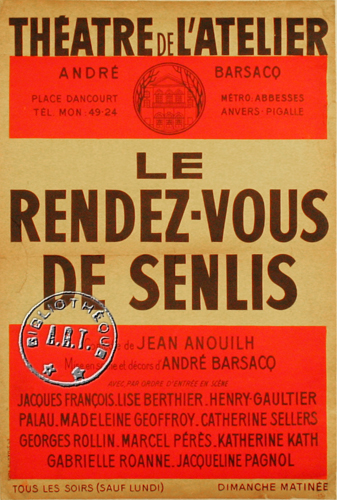 THÉATRE DE L'ATELIER
ANDRÉ BARSACQ
PLACE DANCOURT MÉTRO: ABBESSES
TEL. MON: 49-24 ANVERS-PIGALLE
LE
RENDEZ-VOUS
DE SENLIS
BIBLIOTHÈQUE
A.R.T.
de JEAN ANOUILH
Mise en scène et décors d'ANDRÉ BARSACQ
AVEC, PAR ORDRE D'ENTRÉE EN SCÈNE
JACQUES FRANÇOIS, LISE BERTHIER, HENRY-GAULTIER
PALAU, MADELEINE GEOFFROY, CATHERINE SELLERS
GEORGES ROLLIN, MARCEL PÉRÈS, KATHERINE KATH
GABRIELLE ROANNE, JACQUELINE PAGNOL
TOUS LES SOIRS (SAUF LUNDI) DIMANCHE MATINÉE